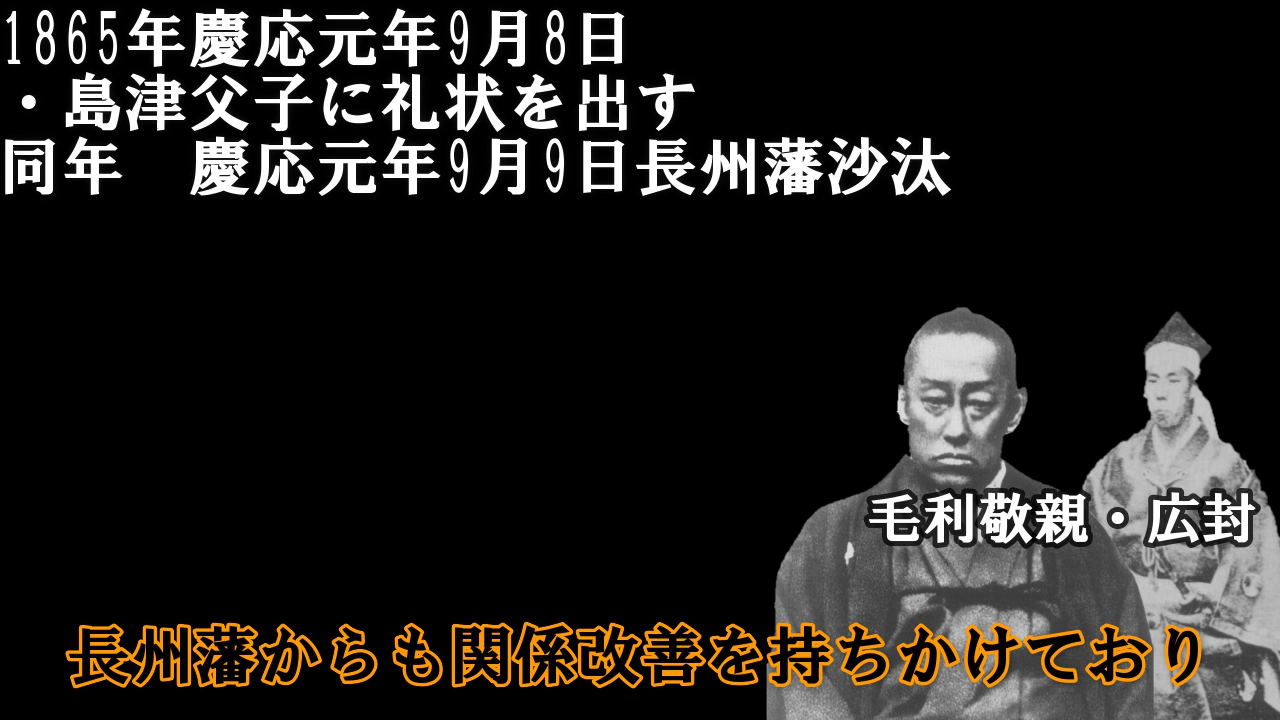 1865年慶応元年9月8日
・島津父子に礼状を出す
同年　慶応元年9月9日長州藩沙汰
毛利敬親・広封
長州藩からも関係改善を持ちかけており